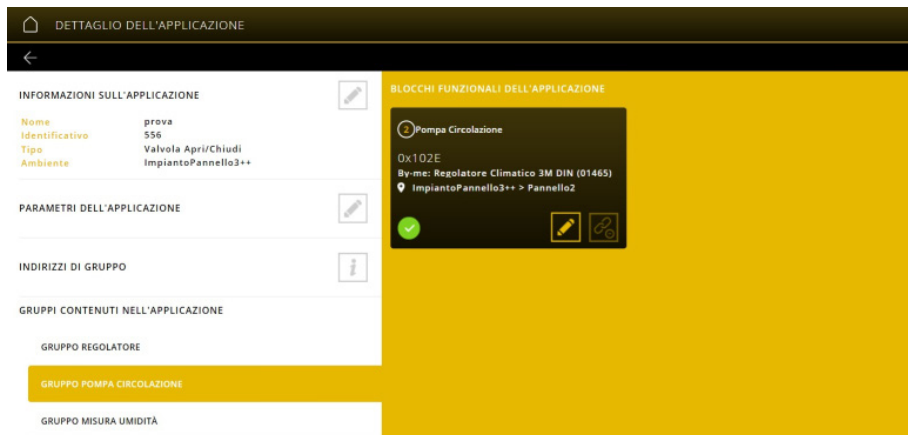 DETTAGLIO DELL'APPLICAZIONE
INFORMAZIONI SULL'APPLICAZIONE
Nome prova
Identificativo 556
Tipo Valvola Apri/Chiudi
Ambiente ImpiantoPannello3++
PARAMETRI DELL'APPLICAZIONE
INDIRIZZI DI GRUPPO
i
GRUPPI CONTENUTI NELL'APPLICAZIONE
GRUPPO REGOLATORE
GRUPPO POMPA CIRCOLAZIONE
GRUPPO MISURA UMIDITÀ
BLOCCHI FUNZIONALI DELL'APPLICAZIONE
2 Pompa Circolazione
0x102E
By-me: Regolatore Climatico 3M DIN (01465)
ImpiantoPannello3++ > Pannello2